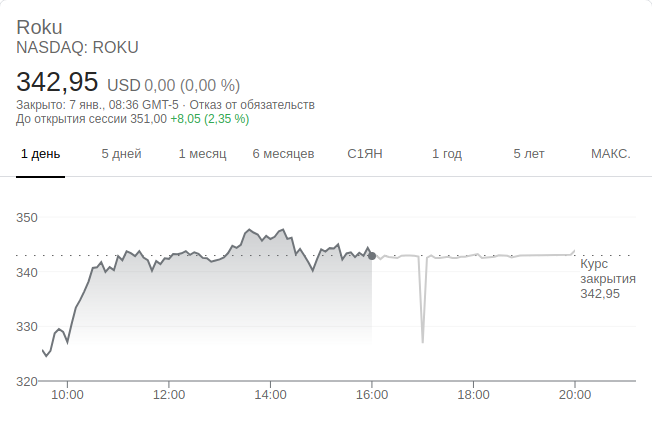 Roku
NASDAQ: ROKU
342,95 USD 0,00 (0,00 %)
Закрыто: 7 янв., 08:36 GMT-5 · Отказ от обязательств
До открытия сессии 351,00 +8,05 (2,35 %)
1 день 5 дней 1 месяц 6 месяцев С1ЯН 1 год 5 лет МАКС.
350
340
330
320
Курс
закрытия
342,95
10:00 12:00 14:00 16:00 18:00 20:00